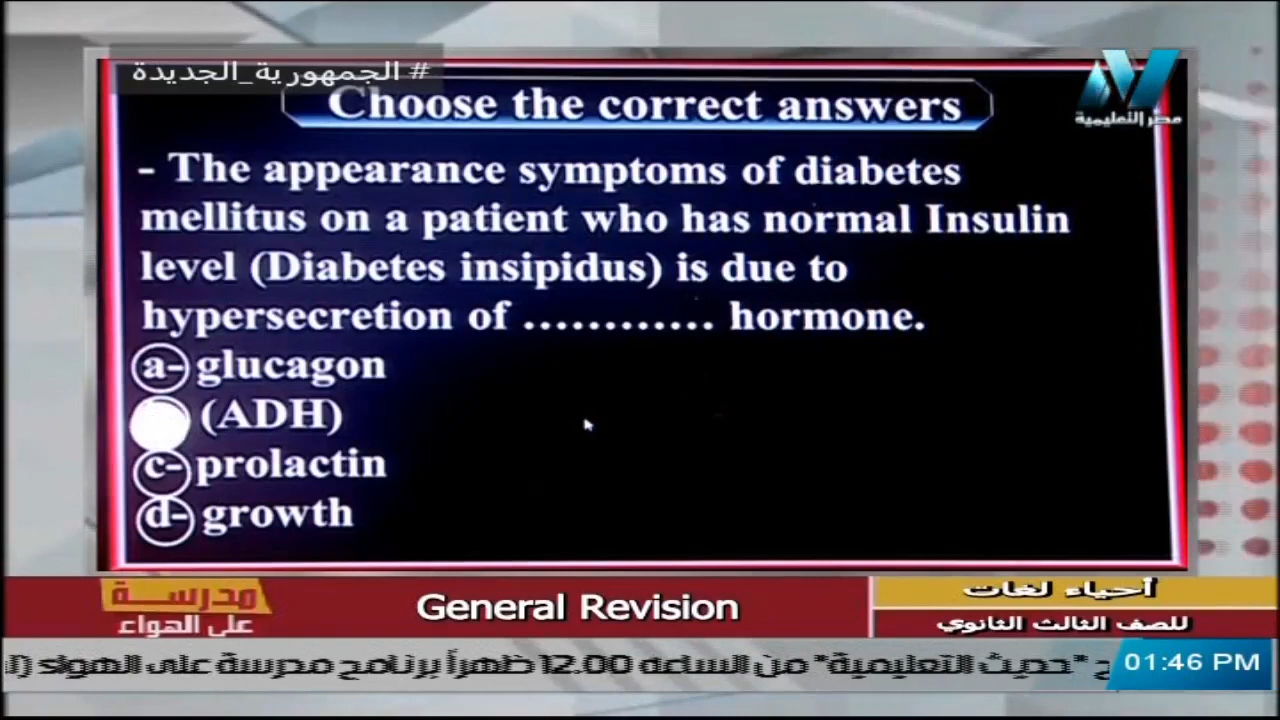 #الجمهورية_الجديدة
مصر التعليمية
Choose the correct answers
- The appearance symptoms of diabetes
mellitus on a patient who has normal Insulin
level (Diabetes insipidus) is due to
hypersecretion of ............ hormone.
a- glucagon
(ADH)
c- prolactin
d- growth
مدرسة
على الهواء
General Revision
أحياء لغات
للصف الثالث الثانوي
ح "حديث التعليمية" من الساعه 12.00 ظهراً برنامج مدرسة على الهواء
01:46 PM